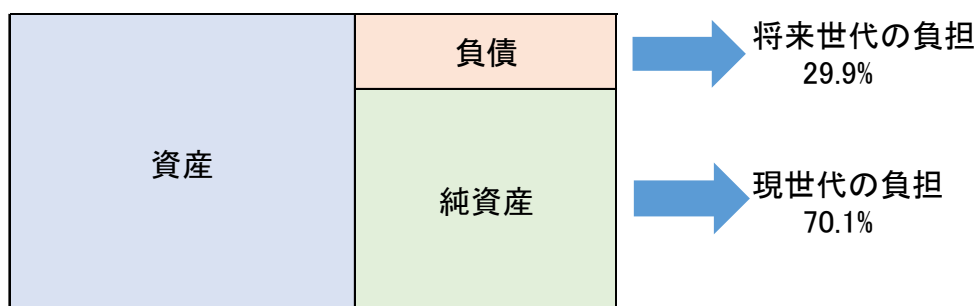 資産
負債
純資産
将来世代の負担
29.9%
現世代の負担
70.1%